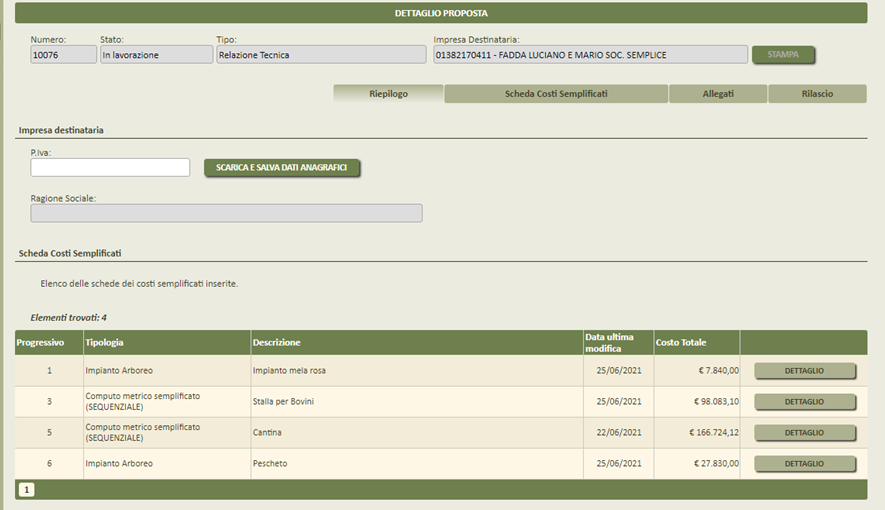 DETTAGLIO PROPOSTA
Numero: Stato: Tipo: Impresa Destinataria:
10076 In lavorazione Relazione Tecnica 01382170411 - FADDA LUCIANO E MARIO SOC. SEMPLICE STAMPA
Riepilogo Scheda Costi Semplificati Allegati Rilascio
Impresa destinataria
P.Iva:
SCARICA E SALVA DATI ANAGRAFICI
Ragione Sociale:
Scheda Costi Semplificati
Elenco delle schede dei costi semplificati inserite.
Elementi trovati: 4
Progressivo Tipologia Descrizione Data ultima modifica Costo Totale
1 Impianto Arboreo Impianto mela rosa 25/06/2021 € 7.840,00 DETTAGLIO
3 Computo metrico semplificato (SEQUENZIALE) Stalla per Bovini 25/06/2021 € 98.083,10 DETTAGLIO
5 Computo metrico semplificato (SEQUENZIALE) Cantina 22/06/2021 € 166.724,12 DETTAGLIO
6 Impianto Arboreo Pescheto 25/06/2021 € 27.830,00 DETTAGLIO
1